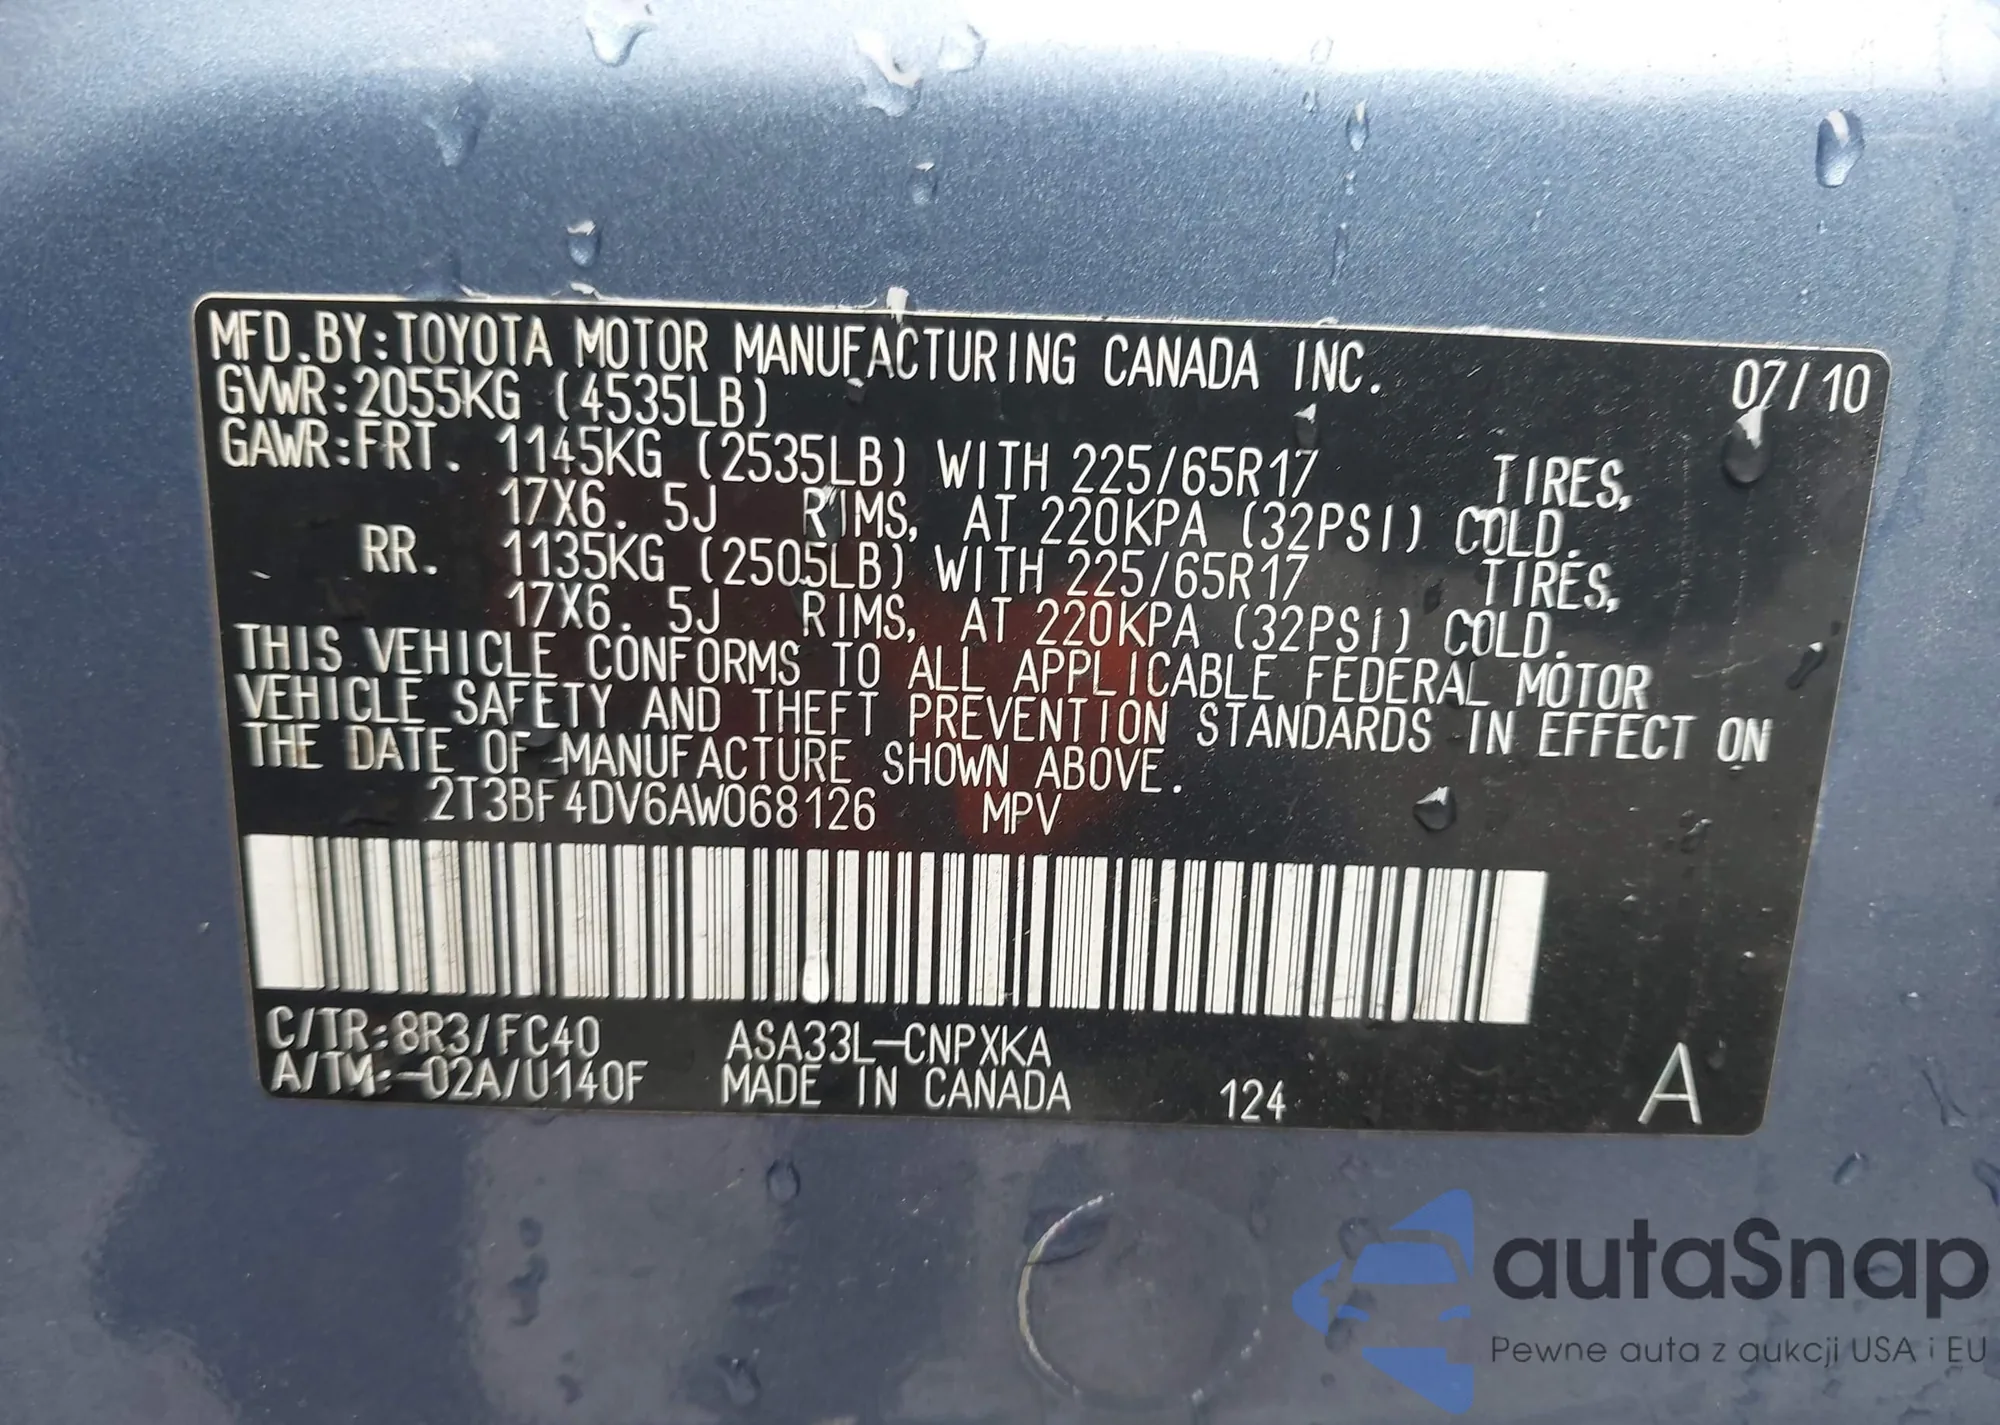 MFD.BY:TOYOTA MOTOR MANUFACTURING CANADA INC. 07/10
GVWR:2055KG (4535LB)
GAWR:FRT. 1145KG (2535LB) WITH 225/65R17 TIRES,
17X6.5J RIMS, AT 220KPA (32PSI) COLD.
RR. 1135KG (2505LB) WITH 225/65R17 TIRES,
17X6.5J RIMS, AT 220KPA (32PSI) COLD.
THIS VEHICLE CONFORMS TO ALL APPLICABLE FEDERAL MOTOR
VEHICLE SAFETY AND THEFT PREVENTION STANDARDS IN EFFECT ON
THE DATE OF MANUFACTURE SHOWN ABOVE.
2T3BF4DV6AW068126 MPV
C/TR:8R3/FC40 ASA33L-CNPXKA
A/TM:-02A/U140F MADE IN CANADA 124 A
autaSnap
Pewne auta z aukcji USA i EU